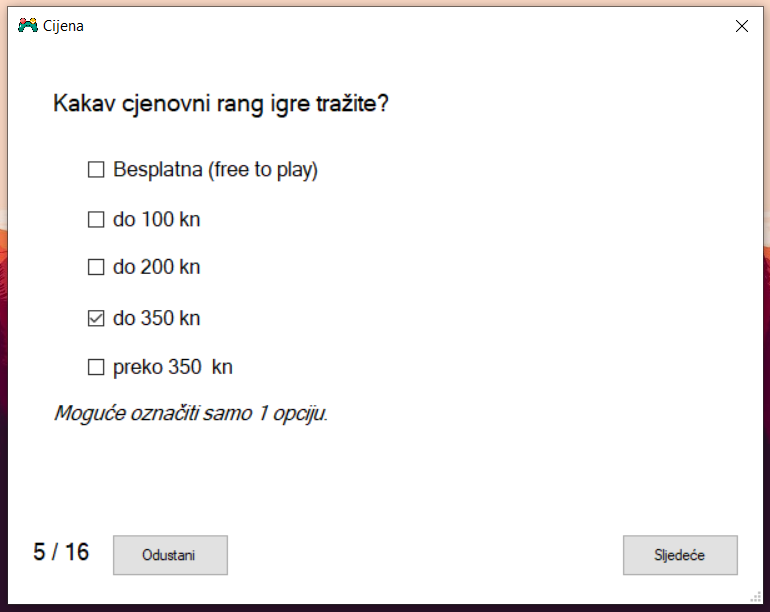 Cijena
Kakav cjenovni rang igre tražite?
Besplatna (free to play)
do 100 kn
do 200 kn
do 350 kn
preko 350  kn
Moguće označiti samo 1 opciju.
5 / 16
Odustani
Sljedeće